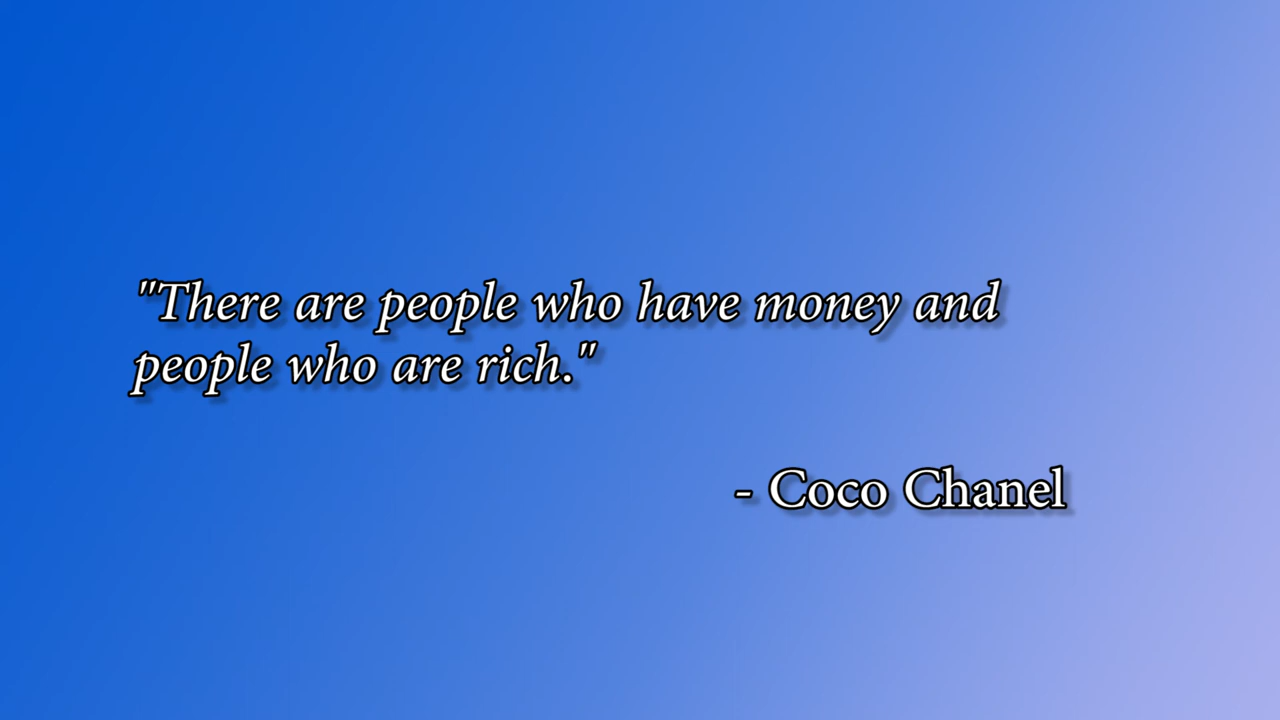 "There are people who have money and
people who are rich."
- Coco Chanel